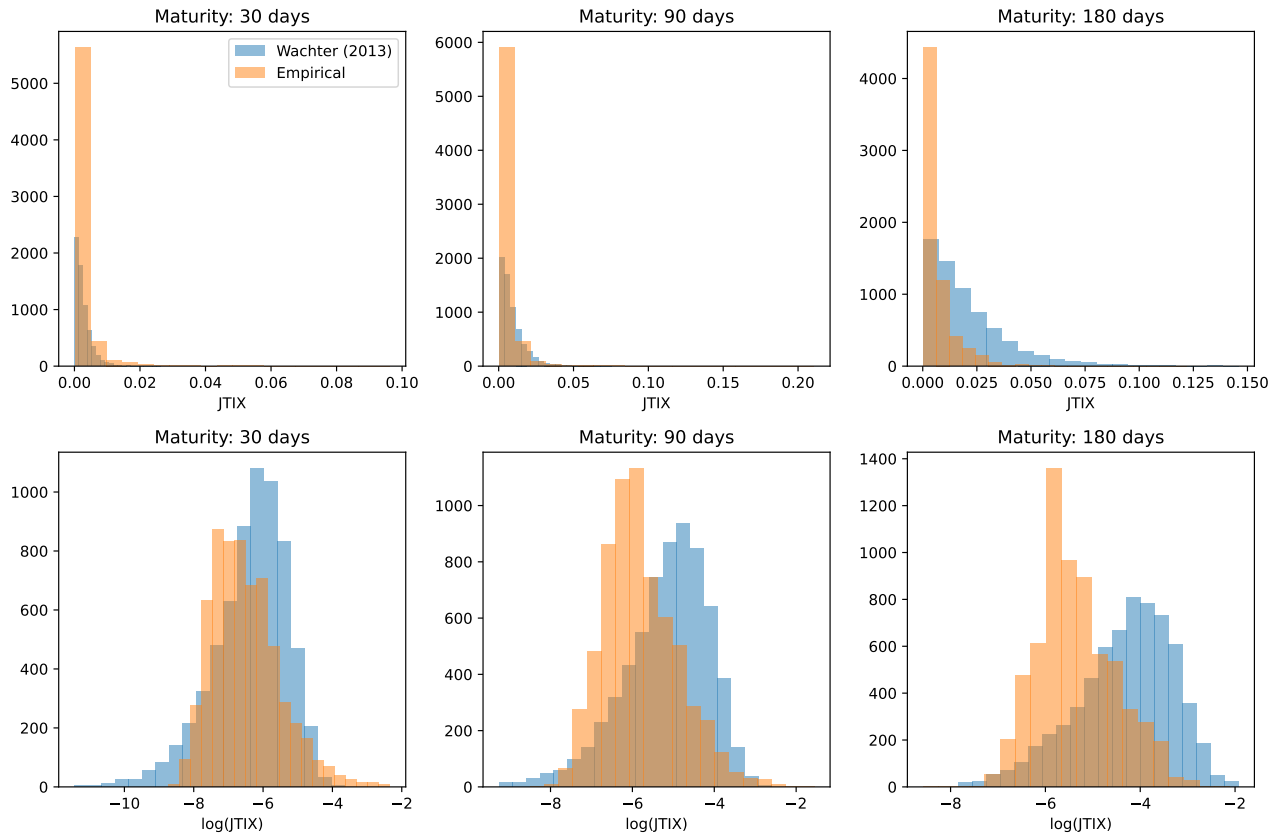 Maturity: 30 days
5000
4000
3000
2000
1000
0
0.00 0.02 0.04 0.06 0.08 0.10
JTIX
Wachter (2013)
Empirical
Maturity: 90 days
6000
5000
4000
3000
2000
1000
0
0.00 0.05 0.10 0.15 0.20
JTIX
Maturity: 180 days
4000
3000
2000
1000
0
0.000 0.025 0.050 0.075 0.100 0.125 0.150
JTIX
Maturity: 30 days
1000
800
600
400
200
0
−10 −8 −6 −4 −2
log(JTIX)
Maturity: 90 days
1000
800
600
400
200
0
−8 −6 −4 −2
log(JTIX)
Maturity: 180 days
1400
1200
1000
800
600
400
200
0
−8 −6 −4 −2
log(JTIX)